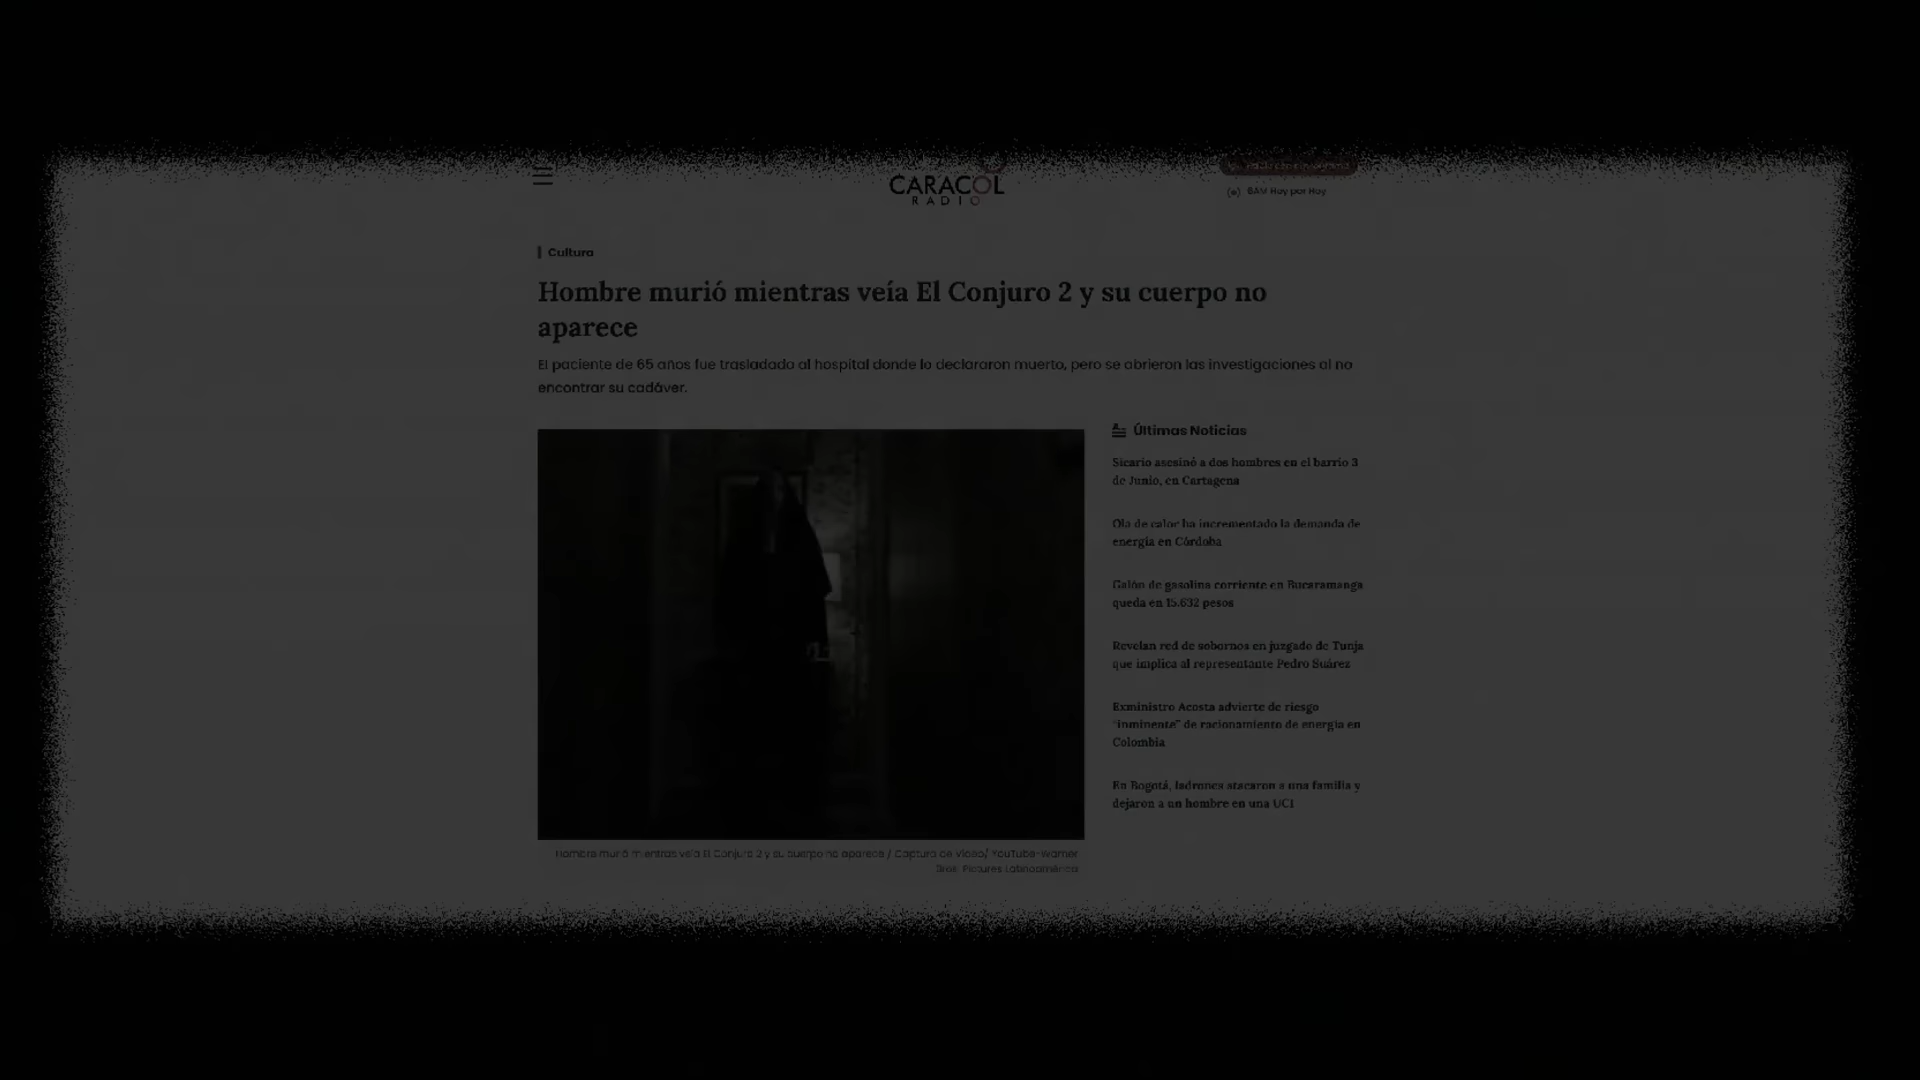 CARACOL
RADIO
6AM Hoy por Hoy
Cultura
Hombre murió mientras veía El Conjuro 2 y su cuerpo no
aparece
El paciente de 65 años fue trasladado al hospital donde lo declararon muerto, pero se abrieron las investigaciones al no
encontrar su cadáver.
Últimas Noticias
Sicario asesinó a dos hombres en el barrio 3
de Junio, en Cartagena
Ola de calor ha incrementado la demanda de
energía en Córdoba
Galón de gasolina corriente en Bucaramanga
queda en 15.632 pesos
Revelan red de sobornos en juzgado de Tunja
que implica al representante Pedro Suárez
Exministro Acosta advierte de riesgo
“inminente” de racionamiento de energía en
Colombia
En Bogotá, ladrones atacaron a una familia y
dejaron a un hombre en una UCI
Hombre murió mientras veía El Conjuro 2 y su cuerpo no aparece / Captura de Video/ YouTube-Warner
Bros. Pictures Latinoamérica